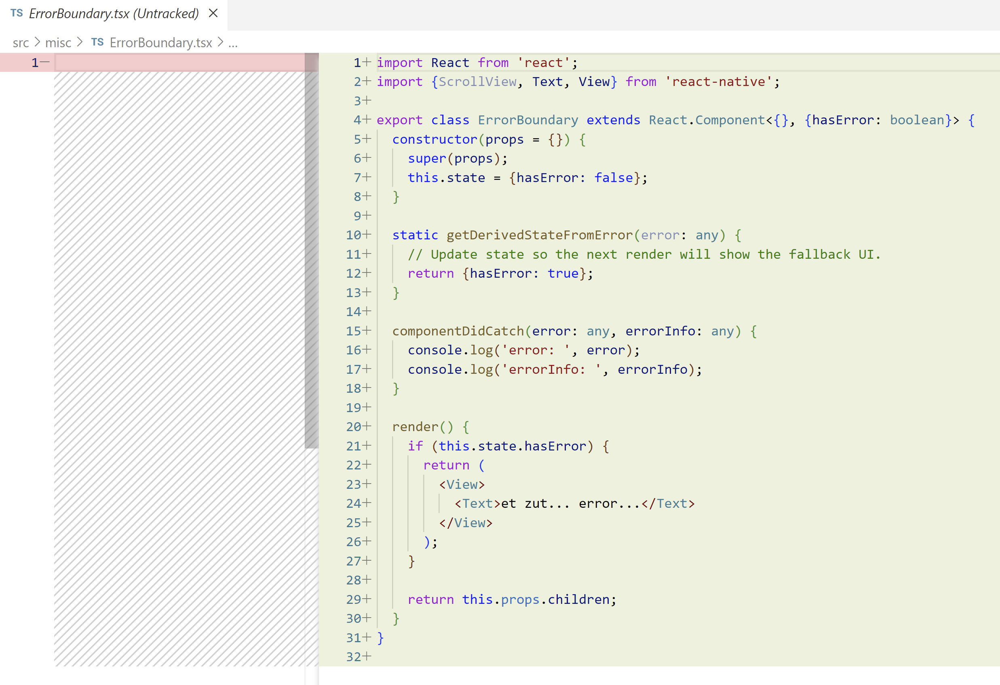 TS ErrorBoundary.tsx (Untracked) ×
src > misc > TS ErrorBoundary.tsx > ...
1−
1+ import React from 'react';
2+ import {ScrollView, Text, View} from 'react-native';
3+
4+ export class ErrorBoundary extends React.Component<{}, {hasError: boolean}> {
5+   constructor(props = {}) {
6+     super(props);
7+     this.state = {hasError: false};
8+   }
9+
10+   static getDerivedStateFromError(error: any) {
11+     // Update state so the next render will show the fallback UI.
12+     return {hasError: true};
13+   }
14+
15+   componentDidCatch(error: any, errorInfo: any) {
16+     console.log('error: ', error);
17+     console.log('errorInfo: ', errorInfo);
18+   }
19+
20+   render() {
21+     if (this.state.hasError) {
22+       return (
23+         <View>
24+           <Text>et zut... error...</Text>
25+         </View>
26+       );
27+     }
28+
29+     return this.props.children;
30+   }
31+ }
32+